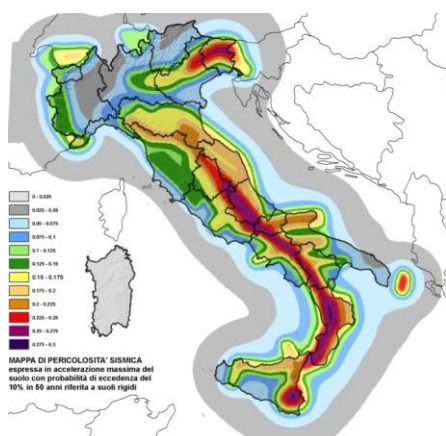 0 - 0.025
0.025 - 0.05
0.05 - 0.075
0.075 - 0.1
0.1 - 0.125
0.125 - 0.15
0.15 - 0.175
0.175 - 0.2
0.2 - 0.225
0.225 - 0.25
0.25 - 0.275
0.275 - 0.3
MAPPA DI PERICOLOSITA' SISMICA
espressa in accelerazione massima del
suolo con probabilità di eccedenza del
10% in 50 anni riferita a suoli rigidi